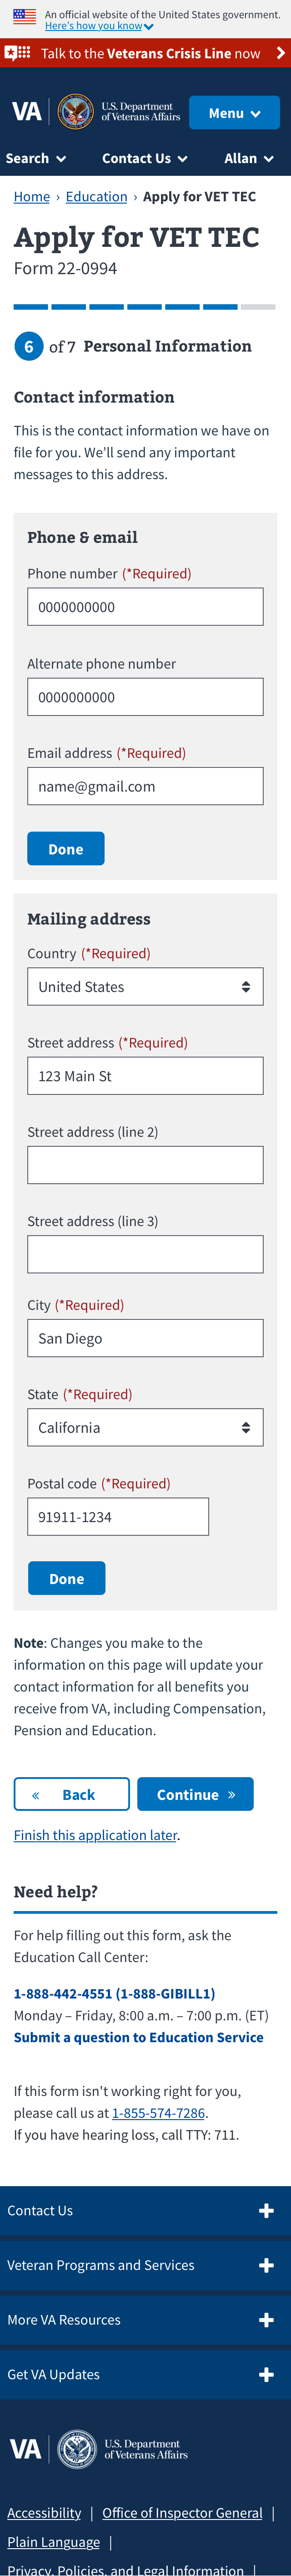 An official website of the United States government.
Here's how you know
Talk to the Veterans Crisis Line now
VA
U.S. Department
of Veterans Affairs
Menu
Search
Contact Us
Allan
Home › Education › Apply for VET TEC
Apply for VET TEC
Form 22-0994
6 of 7 Personal Information
Contact information
This is the contact information we have on
file for you. We'll send any important
messages to this address.
Phone & email
Phone number (*Required)
0000000000
Alternate phone number
0000000000
Email address (*Required)
name@gmail.com
Done
Mailing address
Country (*Required)
United States
Street address (*Required)
123 Main St
Street address (line 2)
Street address (line 3)
City (*Required)
San Diego
State (*Required)
California
Postal code (*Required)
91911-1234
Done
Note: Changes you make to the
information on this page will update your
contact information for all benefits you
receive from VA, including Compensation,
Pension and Education.
« Back
Continue »
Finish this application later.
Need help?
For help filling out this form, ask the
Education Call Center:
1-888-442-4551 (1-888-GIBILL1)
Monday – Friday, 8:00 a.m. – 7:00 p.m. (ET)
Submit a question to Education Service
If this form isn't working right for you,
please call us at 1-855-574-7286.
If you have hearing loss, call TTY: 711.
Contact Us
Veteran Programs and Services
More VA Resources
Get VA Updates
VA
U.S. Department
of Veterans Affairs
Accessibility | Office of Inspector General |
Plain Language |
Privacy, Policies, and Legal Information |